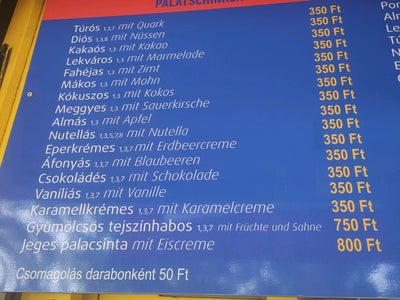 PALATSCHINKEN
Túrós 1,3,7 mit Quark 350 Ft
Diós 1,3,8 mit Nüssen 350 Ft
Kakaós 1,3 mit Kakao 350 Ft
Lekváros 1,3 mit Marmelade 350 Ft
Fahéjas 1,3 mit Zimt 350 Ft
Mákos 1,3 mit Mohn 350 Ft
Kókuszos 1,3 mit Kokos 350 Ft
Meggyes 1,3 mit Sauerkirsche 350 Ft
Almás 1,3 mit Apfel 350 Ft
Nutellás 1,3,5,7,8 mit Nutella 350 Ft
Eperkrémes 1,3,7 mit Erdbeercreme 350 Ft
Áfonyás 1,3,7 mit Blaubeeren 350 Ft
Csokoládés 1,3,7 mit Schokolade 350 Ft
Vaníliás 1,3,7 mit Vanille 350 Ft
Karamellkrémes 1,3,7 mit Karamelcreme 350 Ft
Gyümölcsös tejszínhabos 1,3,7 mit Früchte und Sahne 750 Ft
Jeges palacsinta mit Eiscreme 800 Ft
Csomagolás darabonként 50 Ft